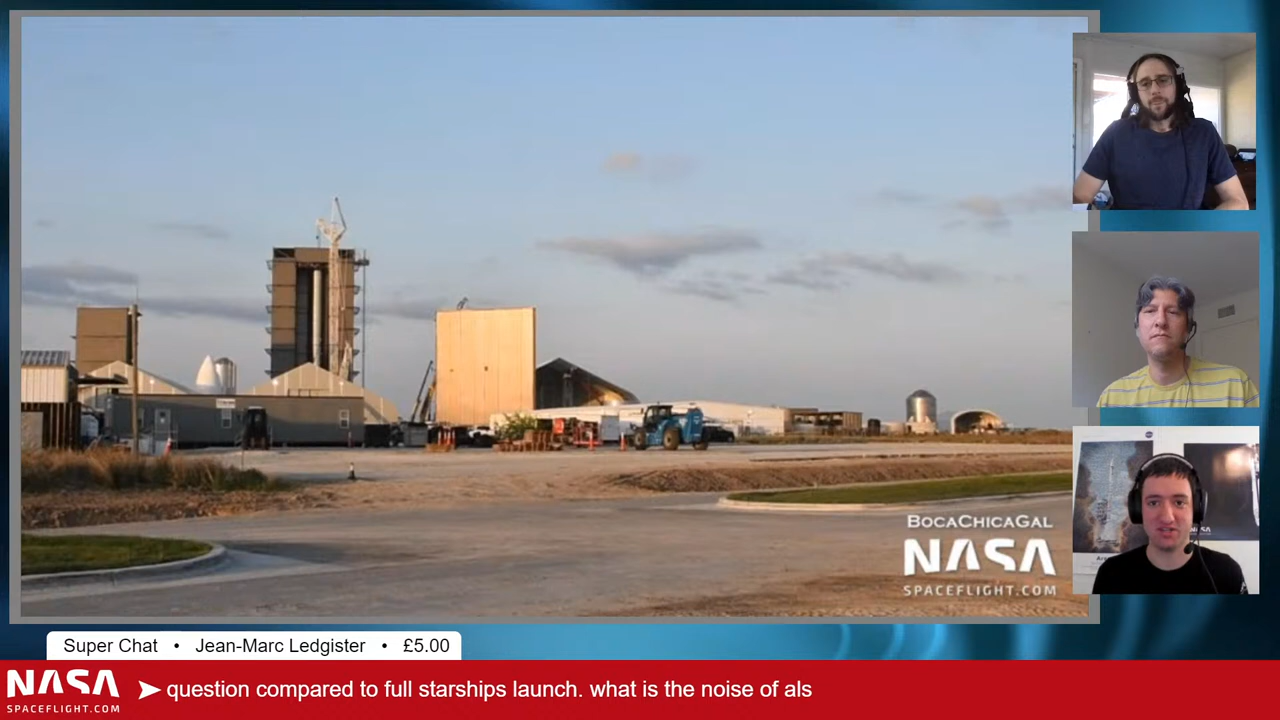 BOCACHICAGAL
NASA
SPACEFLIGHT.COM
Super Chat • Jean-Marc Ledgister • £5.00
NASA
SPACEFLIGHT.COM
➤ question compared to full starships launch. what is the noise of als